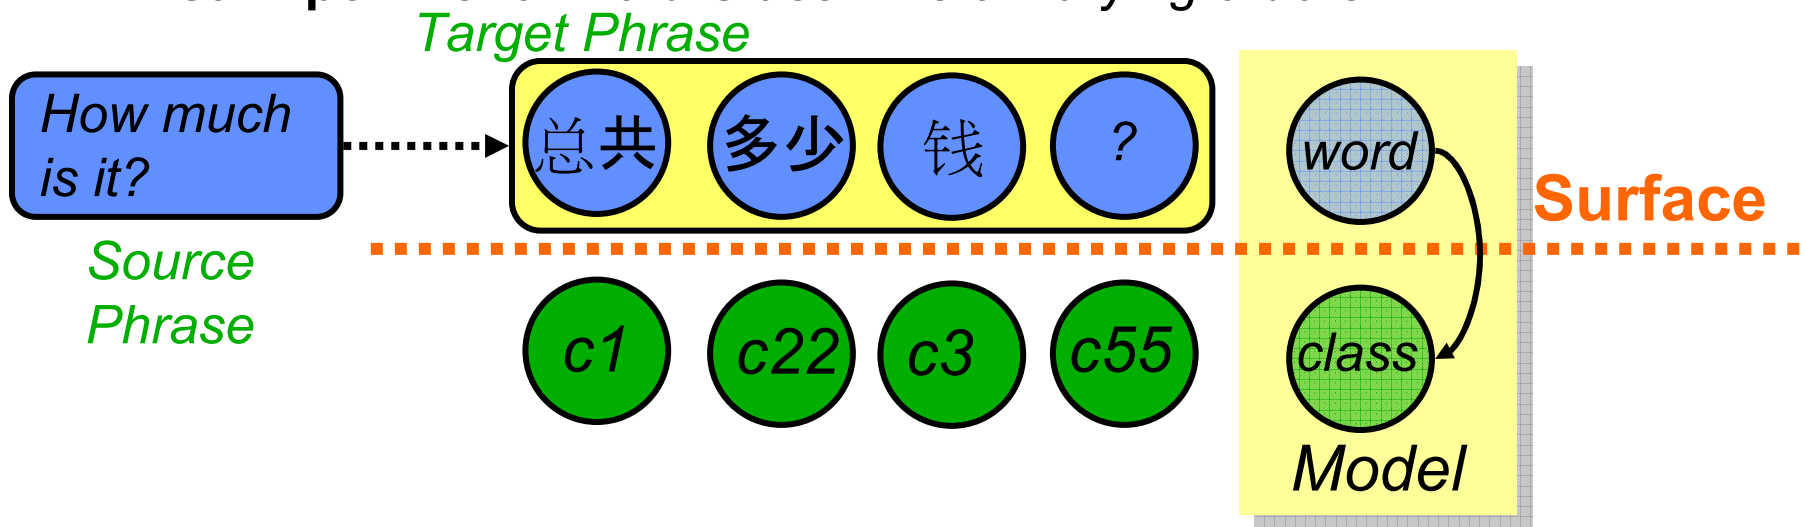 Target Phrase
How much
is it?
总共 多少 钱 ?
word
Surface
Source
Phrase
c1 c22 c3 c55
class
Model